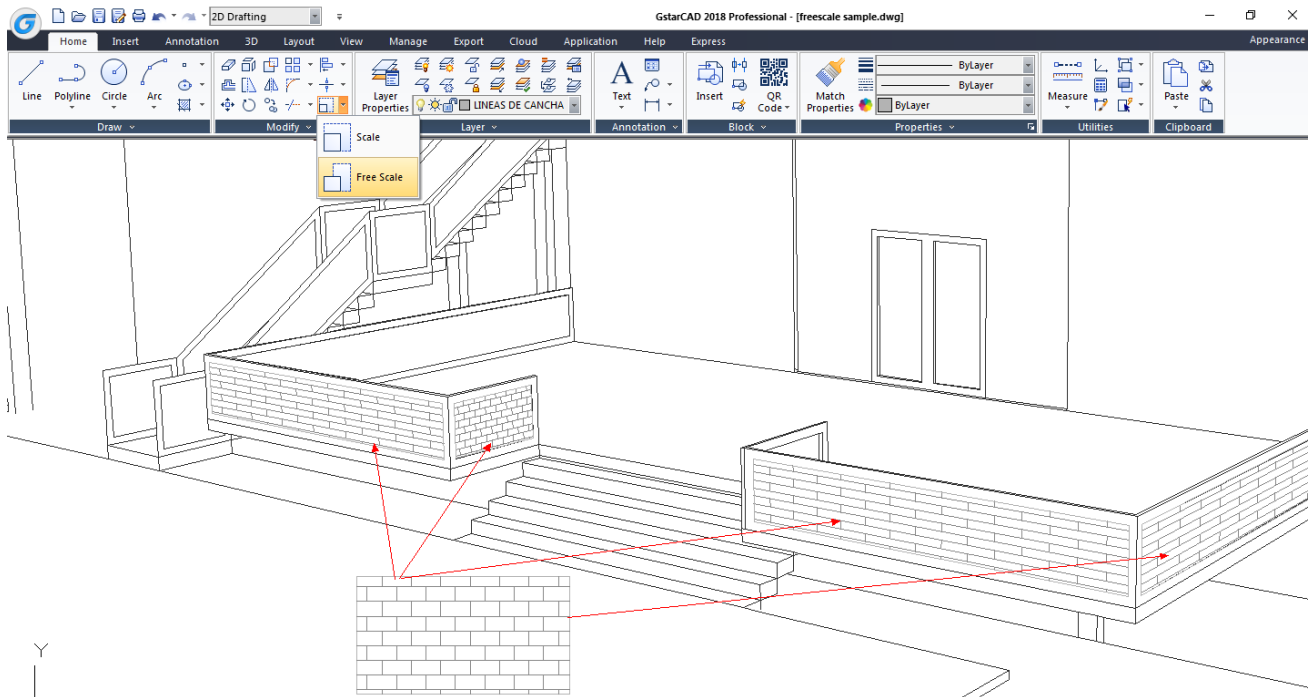 2D Drafting
GstarCAD 2018 Professional - [freescale sample.dwg]
Home Insert Annotation 3D Layout View Manage Export Cloud Application Help Express Appearance
Line Polyline Circle Arc
Layer Properties
LINEAS DE CANCHA
Text
Insert
QR Code
Match Properties
ByLayer
ByLayer
ByLayer
Measure
Paste
Draw Modify Layer Annotation Block Properties Utilities Clipboard
Scale
Free Scale
Y